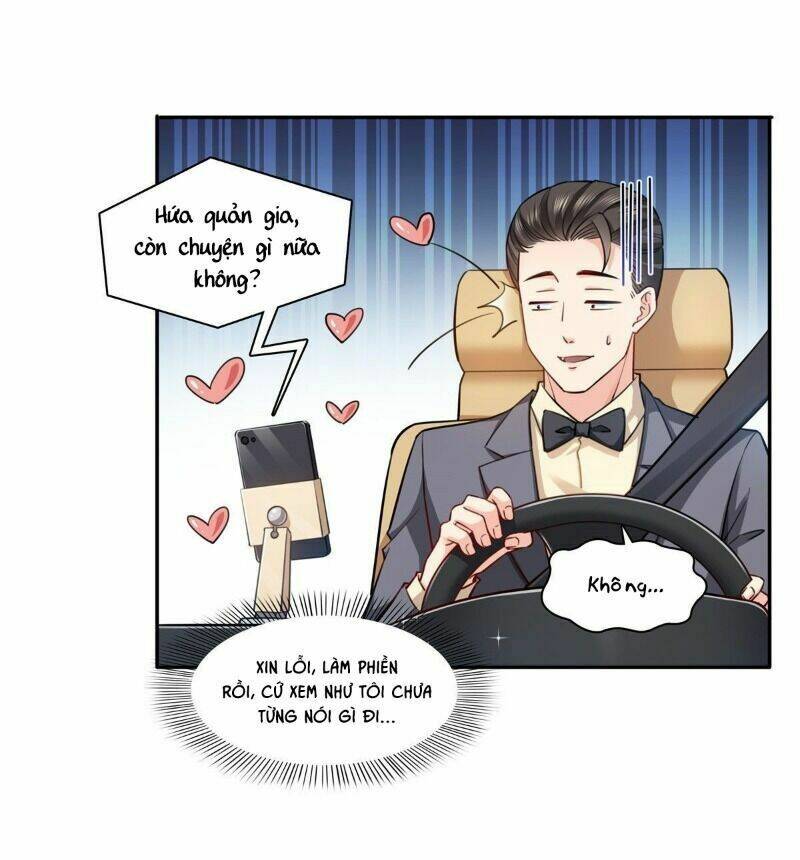 Hứa quản gia,
còn chuyện gì nữa
không?
Không...
XIN LỖI, LÀM PHIỀN
RỒI, CỨ XEM NHƯ TÔI CHƯA
TỪNG NÓI GÌ ĐI...